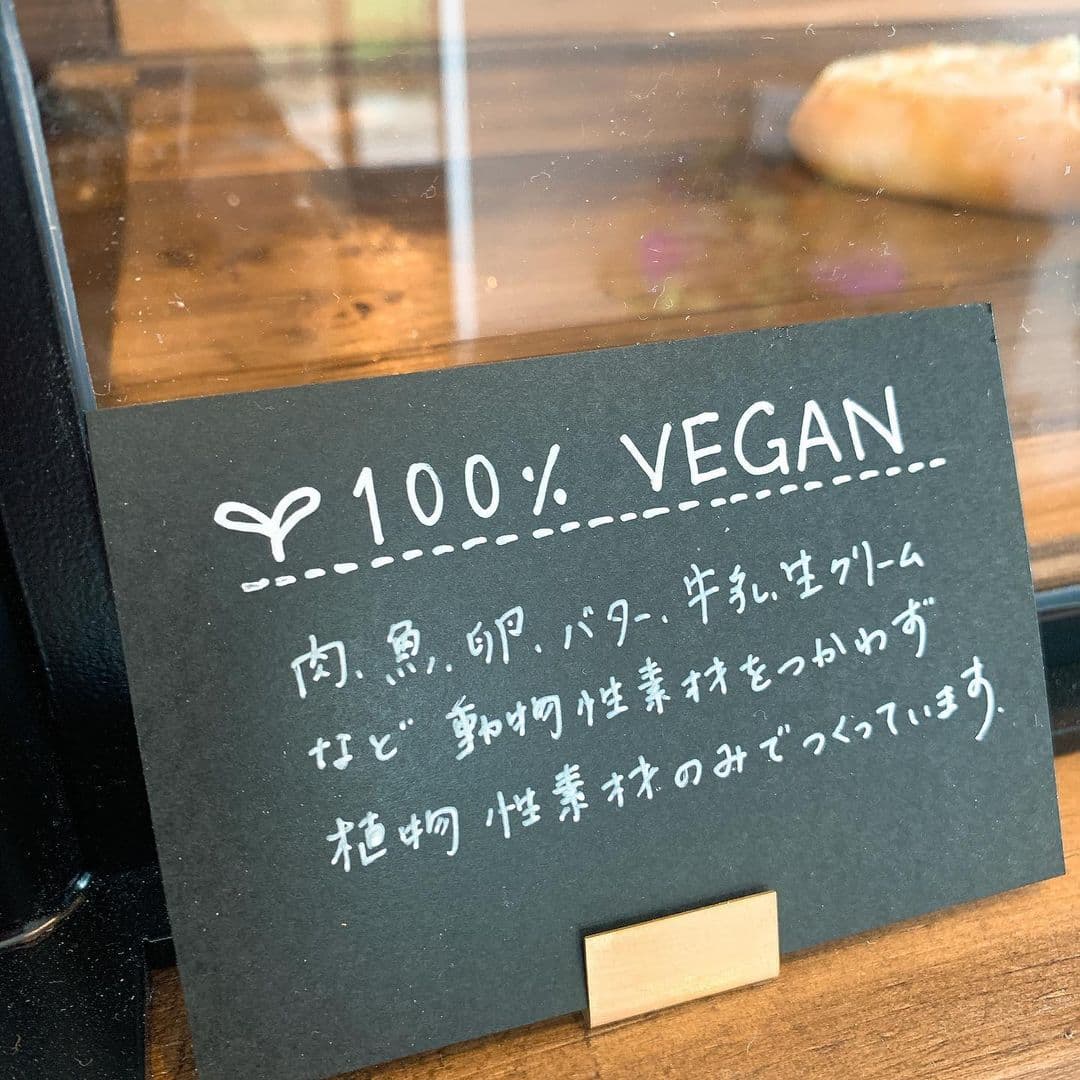 100% VEGAN
肉、魚、卵、バター、牛乳、生クリーム
など 動物性素材をつかわず
植物性素材のみでつくっています。